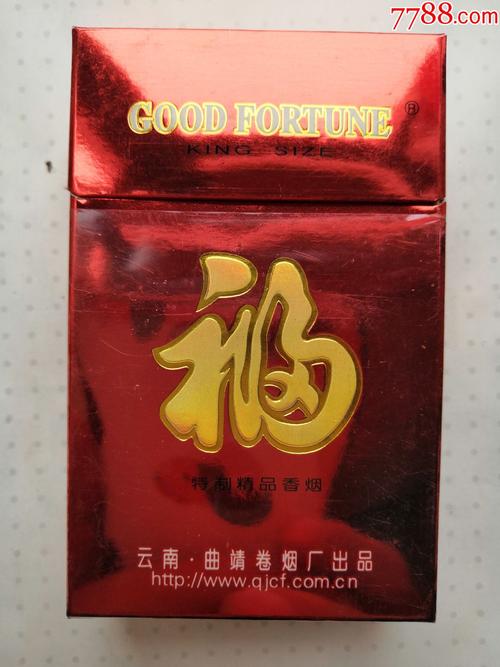 7788.com
GOOD FORTUNE®
KING SIZE
福
特制精品香烟
云南·曲靖卷烟厂出品
http://www.qjcf.com.cn